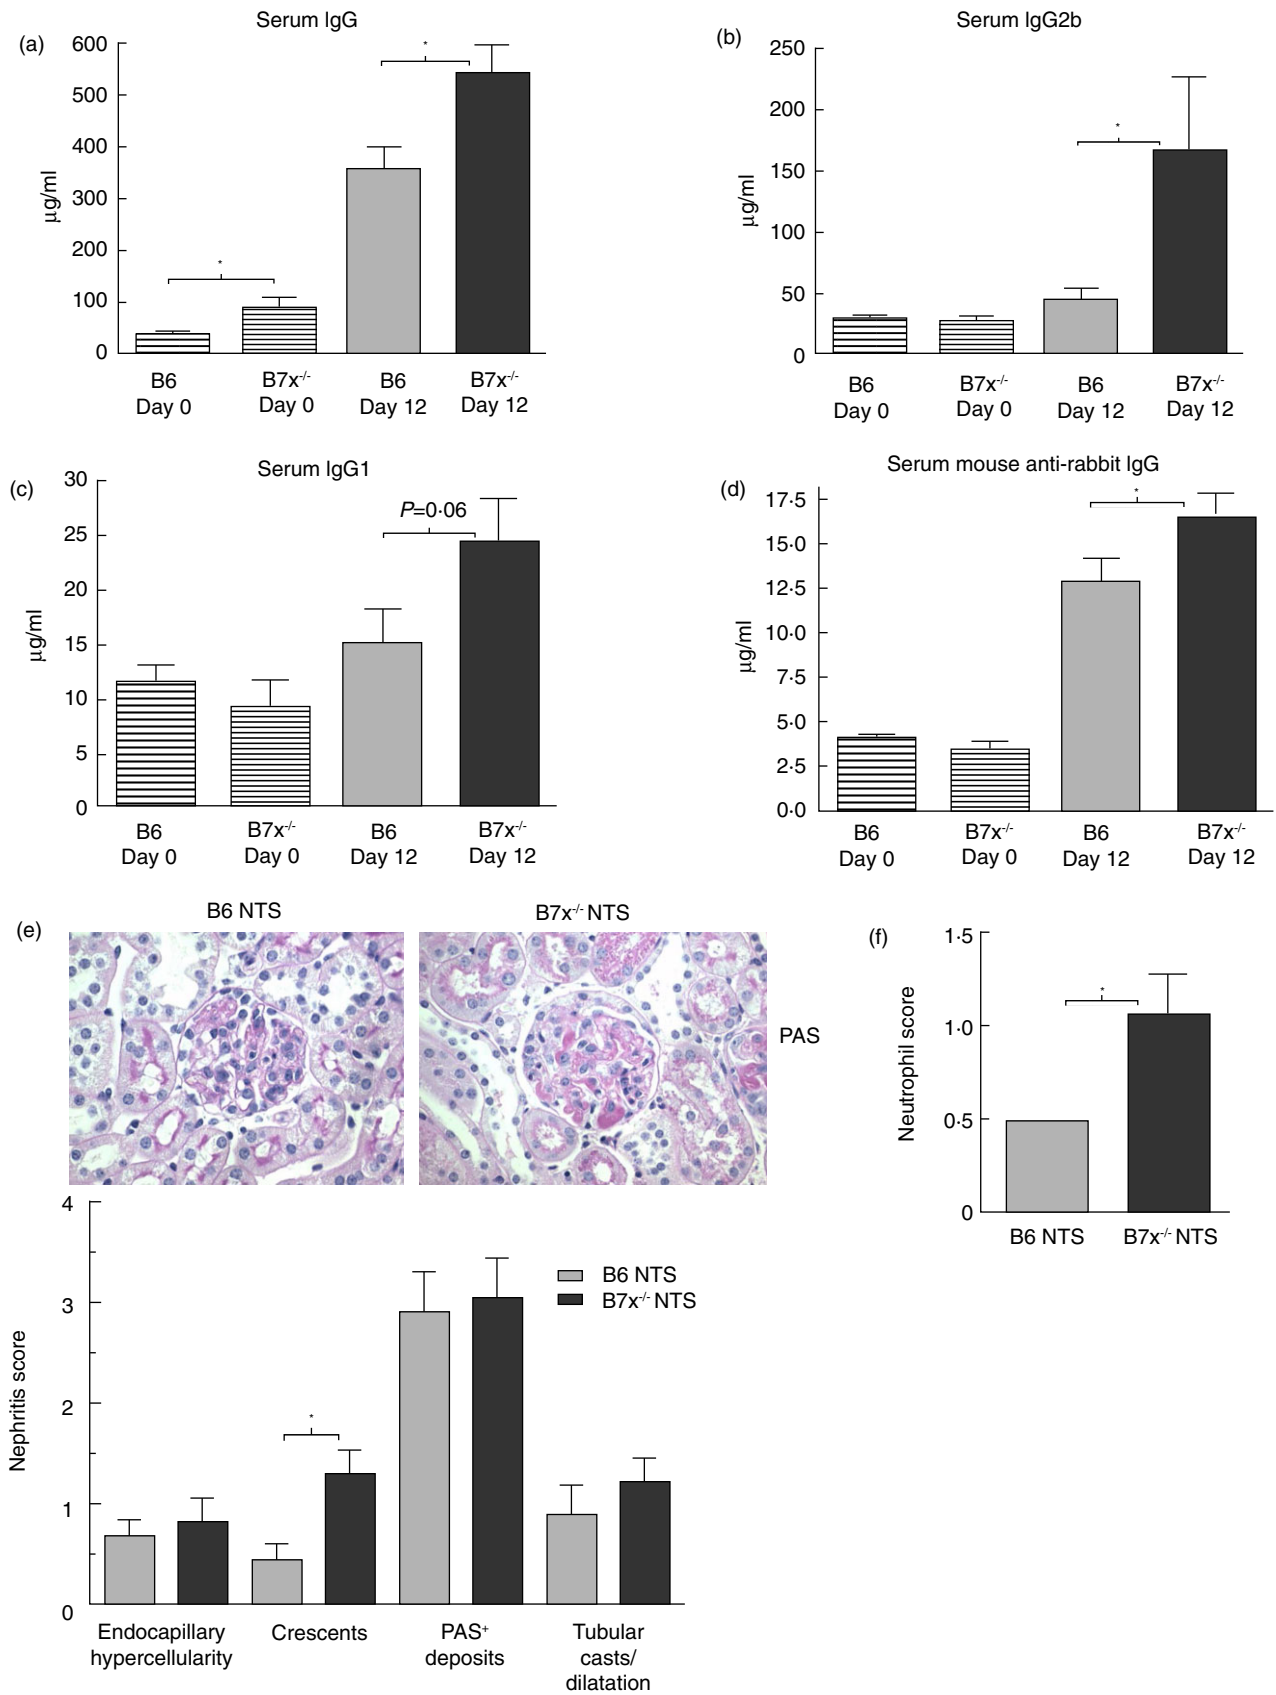 (a)
Serum IgG
600
500
400
300
200
100
0
μg/ml
*
*
B6
Day 0
B7x-/-
Day 0
B6
Day 12
B7x-/-
Day 12
(b)
Serum IgG2b
250
200
150
100
50
0
μg/ml
*
B6
Day 0
B7x-/-
Day 0
B6
Day 12
B7x-/-
Day 12
(c)
Serum IgG1
30
25
20
15
10
5
0
μg/ml
P=0·06
B6
Day 0
B7x-/-
Day 0
B6
Day 12
B7x-/-
Day 12
(d)
Serum mouse anti-rabbit IgG
17·5
15·0
12·5
10·0
7·5
5·0
2·5
0·0
μg/ml
*
B6
Day 0
B7x-/-
Day 0
B6
Day 12
B7x-/-
Day 12
(e)
B6 NTS
B7x-/- NTS
PAS
4
3
2
1
0
Nephritis score
*
B6 NTS
B7x-/- NTS
Endocapillary
hypercellularity
Crescents
PAS+
deposits
Tubular
casts/
dilatation
(f)
1·5
1·0
0·5
0
Neutrophil score
*
B6 NTS
B7x-/- NTS